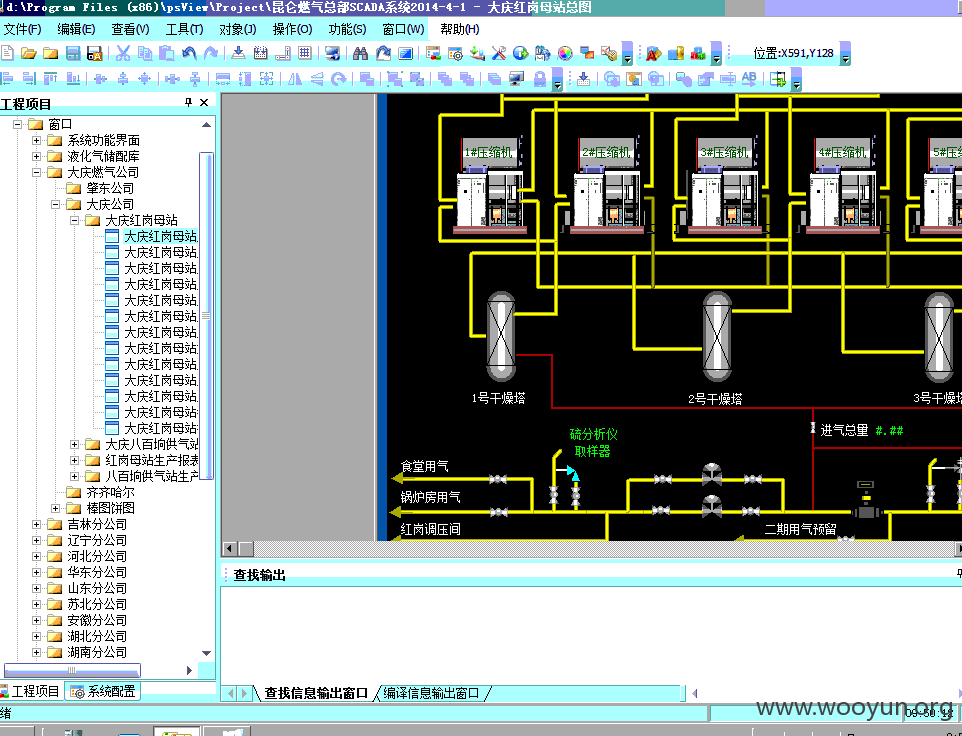 d:\Program Files (x86)\psView\Project\昆仑燃气总部SCADA系统2014-4-1 - 大庆红岗母站总图
文件(F) 编辑(E) 查看(V) 工具(T) 对象(J) 操作(O) 功能(S) 窗口(W) 帮助(H)
位置:X591,Y128
工程项目
窗口
系统功能界面
液化气储配库
大庆燃气公司
肇东公司
大庆公司
大庆红岗母站
大庆红岗母站
大庆红岗母站
大庆红岗母站
大庆红岗母站
大庆红岗母站
大庆红岗母站
大庆红岗母站
大庆红岗母站
大庆红岗母站
大庆红岗母站
大庆红岗母站
大庆红岗母站
大庆红岗母站
大庆八百垧供气站
红岗母站生产报表
八百垧供气站生产
齐齐哈尔
棒图饼图
吉林分公司
辽宁分公司
河北分公司
华东分公司
山东分公司
苏北分公司
安徽分公司
湖北分公司
湖南分公司
工程项目 系统配置
1#压缩机 2#压缩机 3#压缩机 4#压缩机 5#压缩
1号干燥塔 2号干燥塔 3号干燥塔
进气总量 #.##
硫分析仪
取样器
食堂用气
锅炉房用气
红岗调压间
二期用气预留
查找输出
查找信息输出窗口 编译信息输出窗口
绪
www.wooyun.org